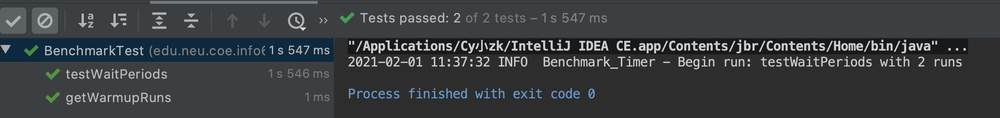 Tests passed: 2 of 2 tests – 1 s 547 ms
BenchmarkTest (edu.neu.coe.info6 1 s 547 ms
testWaitPeriods 1 s 546 ms
getWarmupRuns 1 ms
"/Applications/Cy小zk/IntelliJ IDEA CE.app/Contents/jbr/Contents/Home/bin/java" ...
2021-02-01 11:37:32 INFO  Benchmark_Timer - Begin run: testWaitPeriods with 2 runs
Process finished with exit code 0